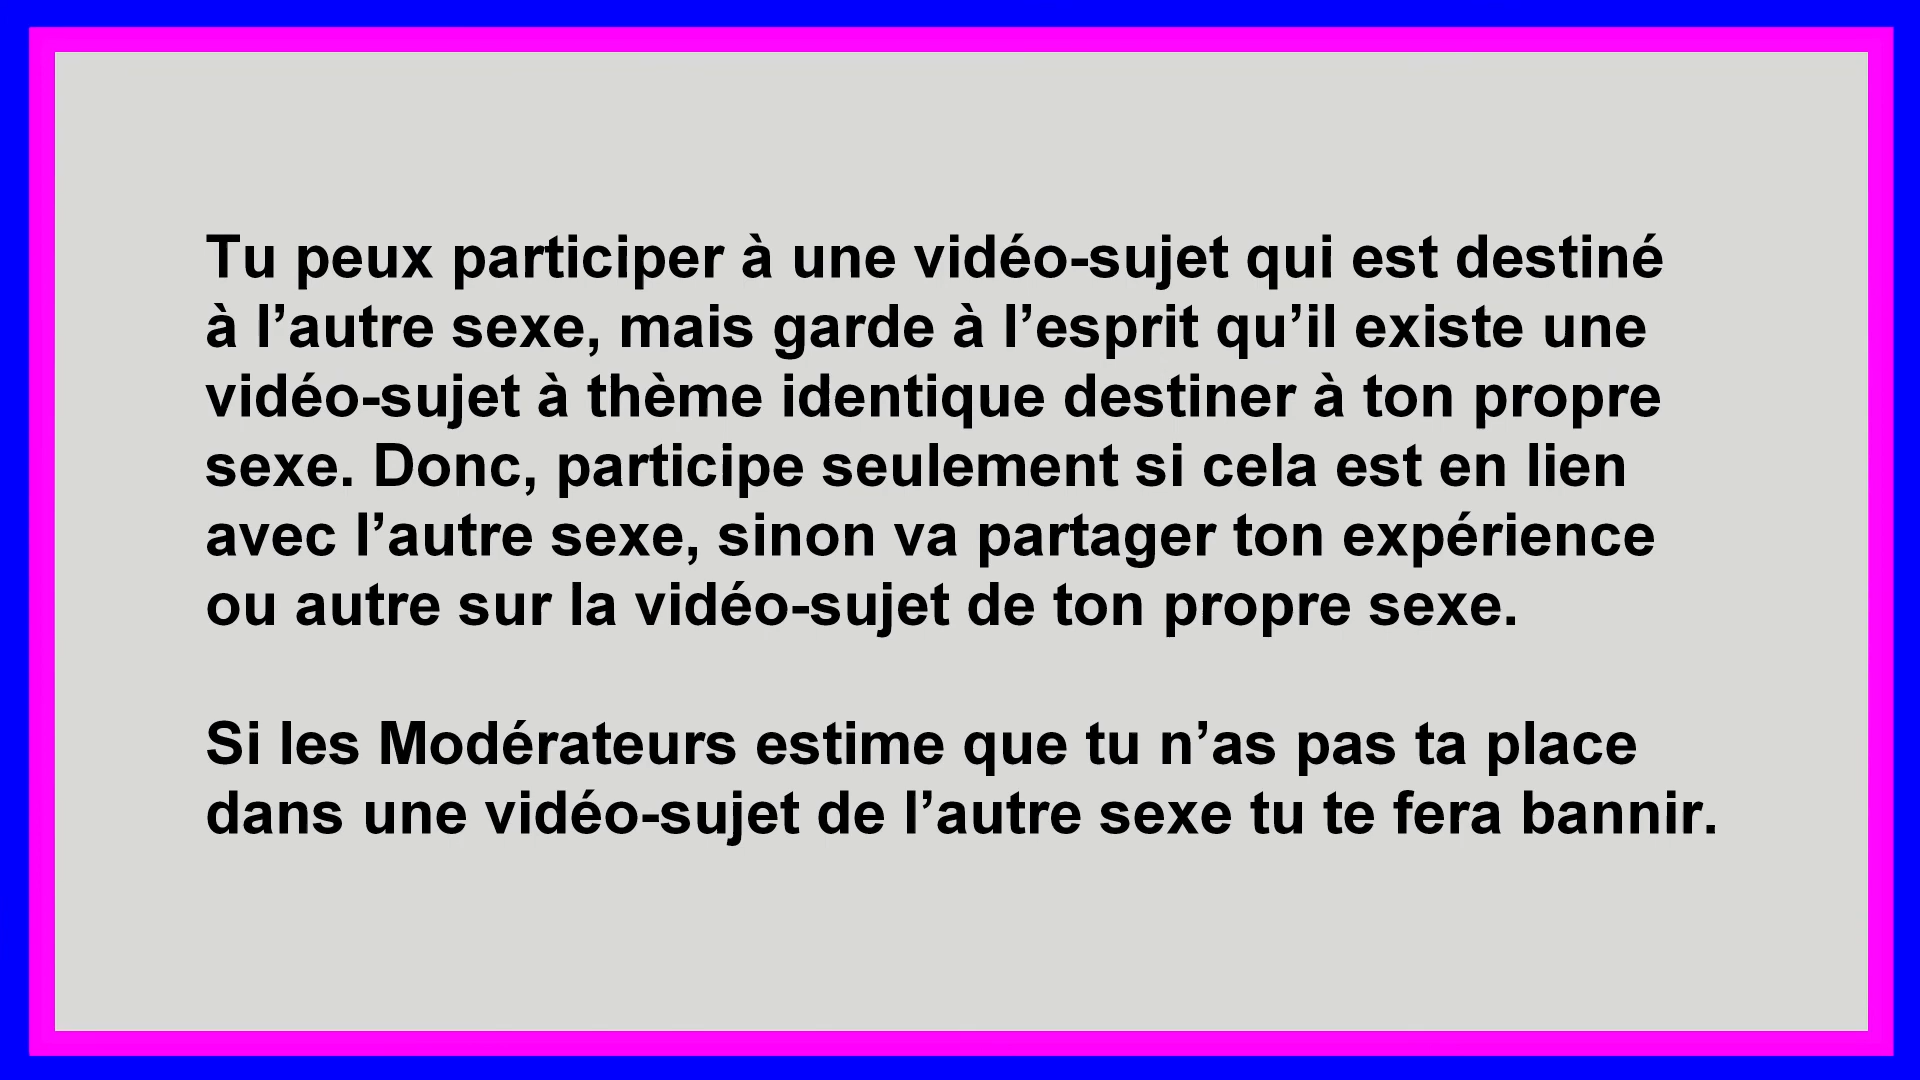 Tu peux participer à une vidéo-sujet qui est destiné
à l’autre sexe, mais garde à l’esprit qu’il existe une
vidéo-sujet à thème identique destiner à ton propre
sexe. Donc, participe seulement si cela est en lien
avec l’autre sexe, sinon va partager ton expérience
ou autre sur la vidéo-sujet de ton propre sexe.
Si les Modérateurs estime que tu n’as pas ta place
dans une vidéo-sujet de l’autre sexe tu te fera bannir.